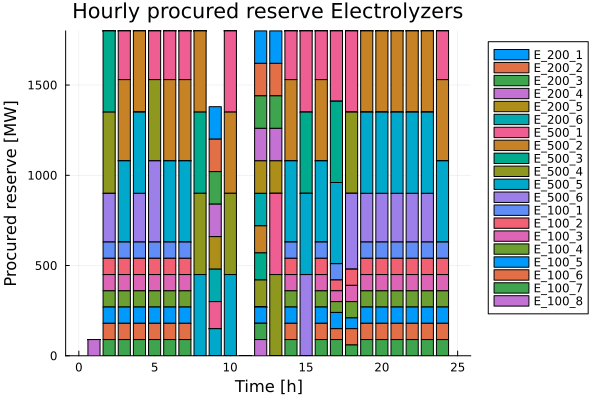 Hourly procured reserve Electrolyzers
Procured reserve [MW]
1500
1000
500
0
0 5 10 15 20 25
Time [h]
E_200_1
E_200_2
E_200_3
E_200_4
E_200_5
E_200_6
E_500_1
E_500_2
E_500_3
E_500_4
E_500_5
E_500_6
E_100_1
E_100_2
E_100_3
E_100_4
E_100_5
E_100_6
E_100_7
E_100_8